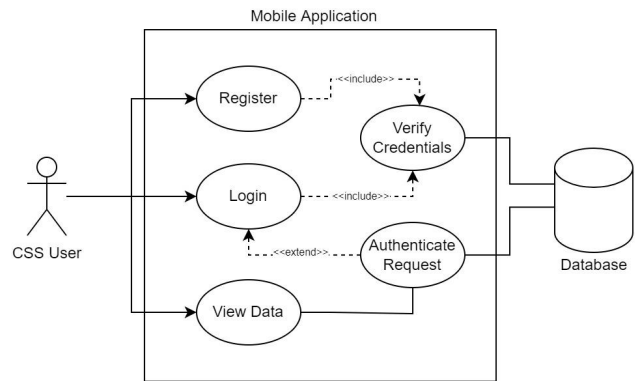 Mobile Application
Register
<<include>>
Verify
Credentials
Login
<<include>>
CSS User
Authenticate
Request
<<extend>>
Database
View Data